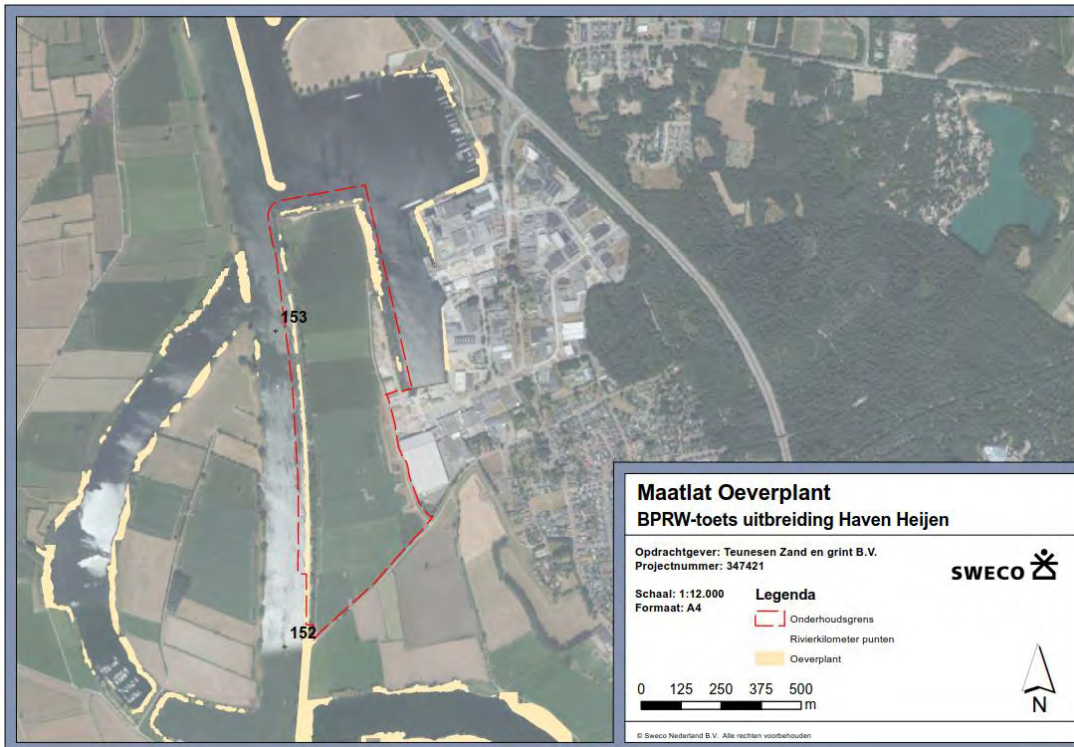 153
152
Maatlat Oeverplant
BPRW-toets uitbreiding Haven Heijen
Opdrachtgever: Teunesen Zand en grint B.V.
Projectnummer: 347421
SWECO
Schaal: 1:12.000
Formaat: A4
Legenda
Onderhoudsgrens
Rivierkilometer punten
Oeverplant
0 125 250 375 500
m
N
© Sweco Nederland B.V. Alle rechten voorbehouden